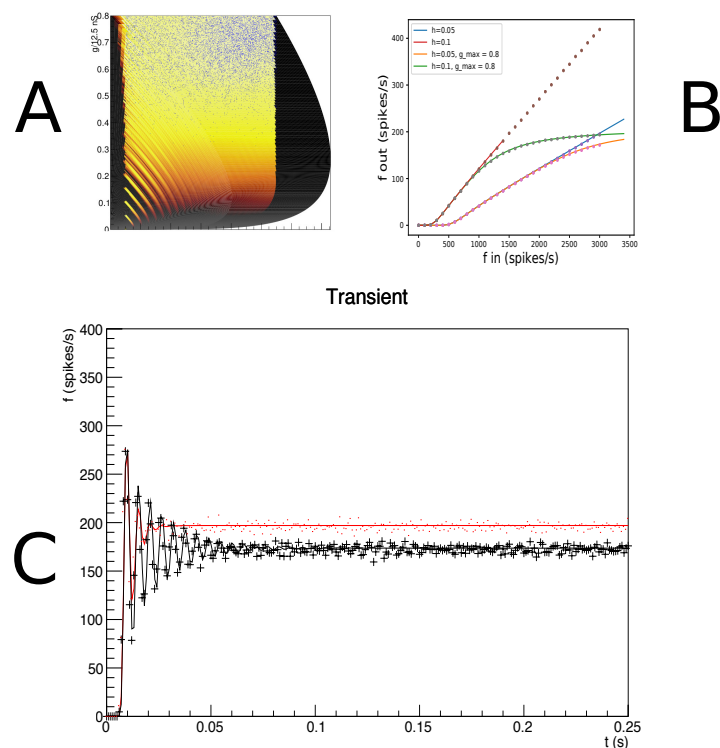 A
g/12.5 nS
0.8
0.7
0.6
0.5
0.4
0.3
0.2
0.1
0
B
f out (spikes/s)
400
300
200
100
0
h=0.05
h=0.1
h=0.05, g_max = 0.8
h=0.1, g_max = 0.8
0 500 1000 1500 2000 2500 3000 3500
f in (spikes/s)
Transient
C
f (spikes/s)
400
350
300
250
200
150
100
50
0
0 0.05 0.1 0.15 0.2 0.25
t (s)